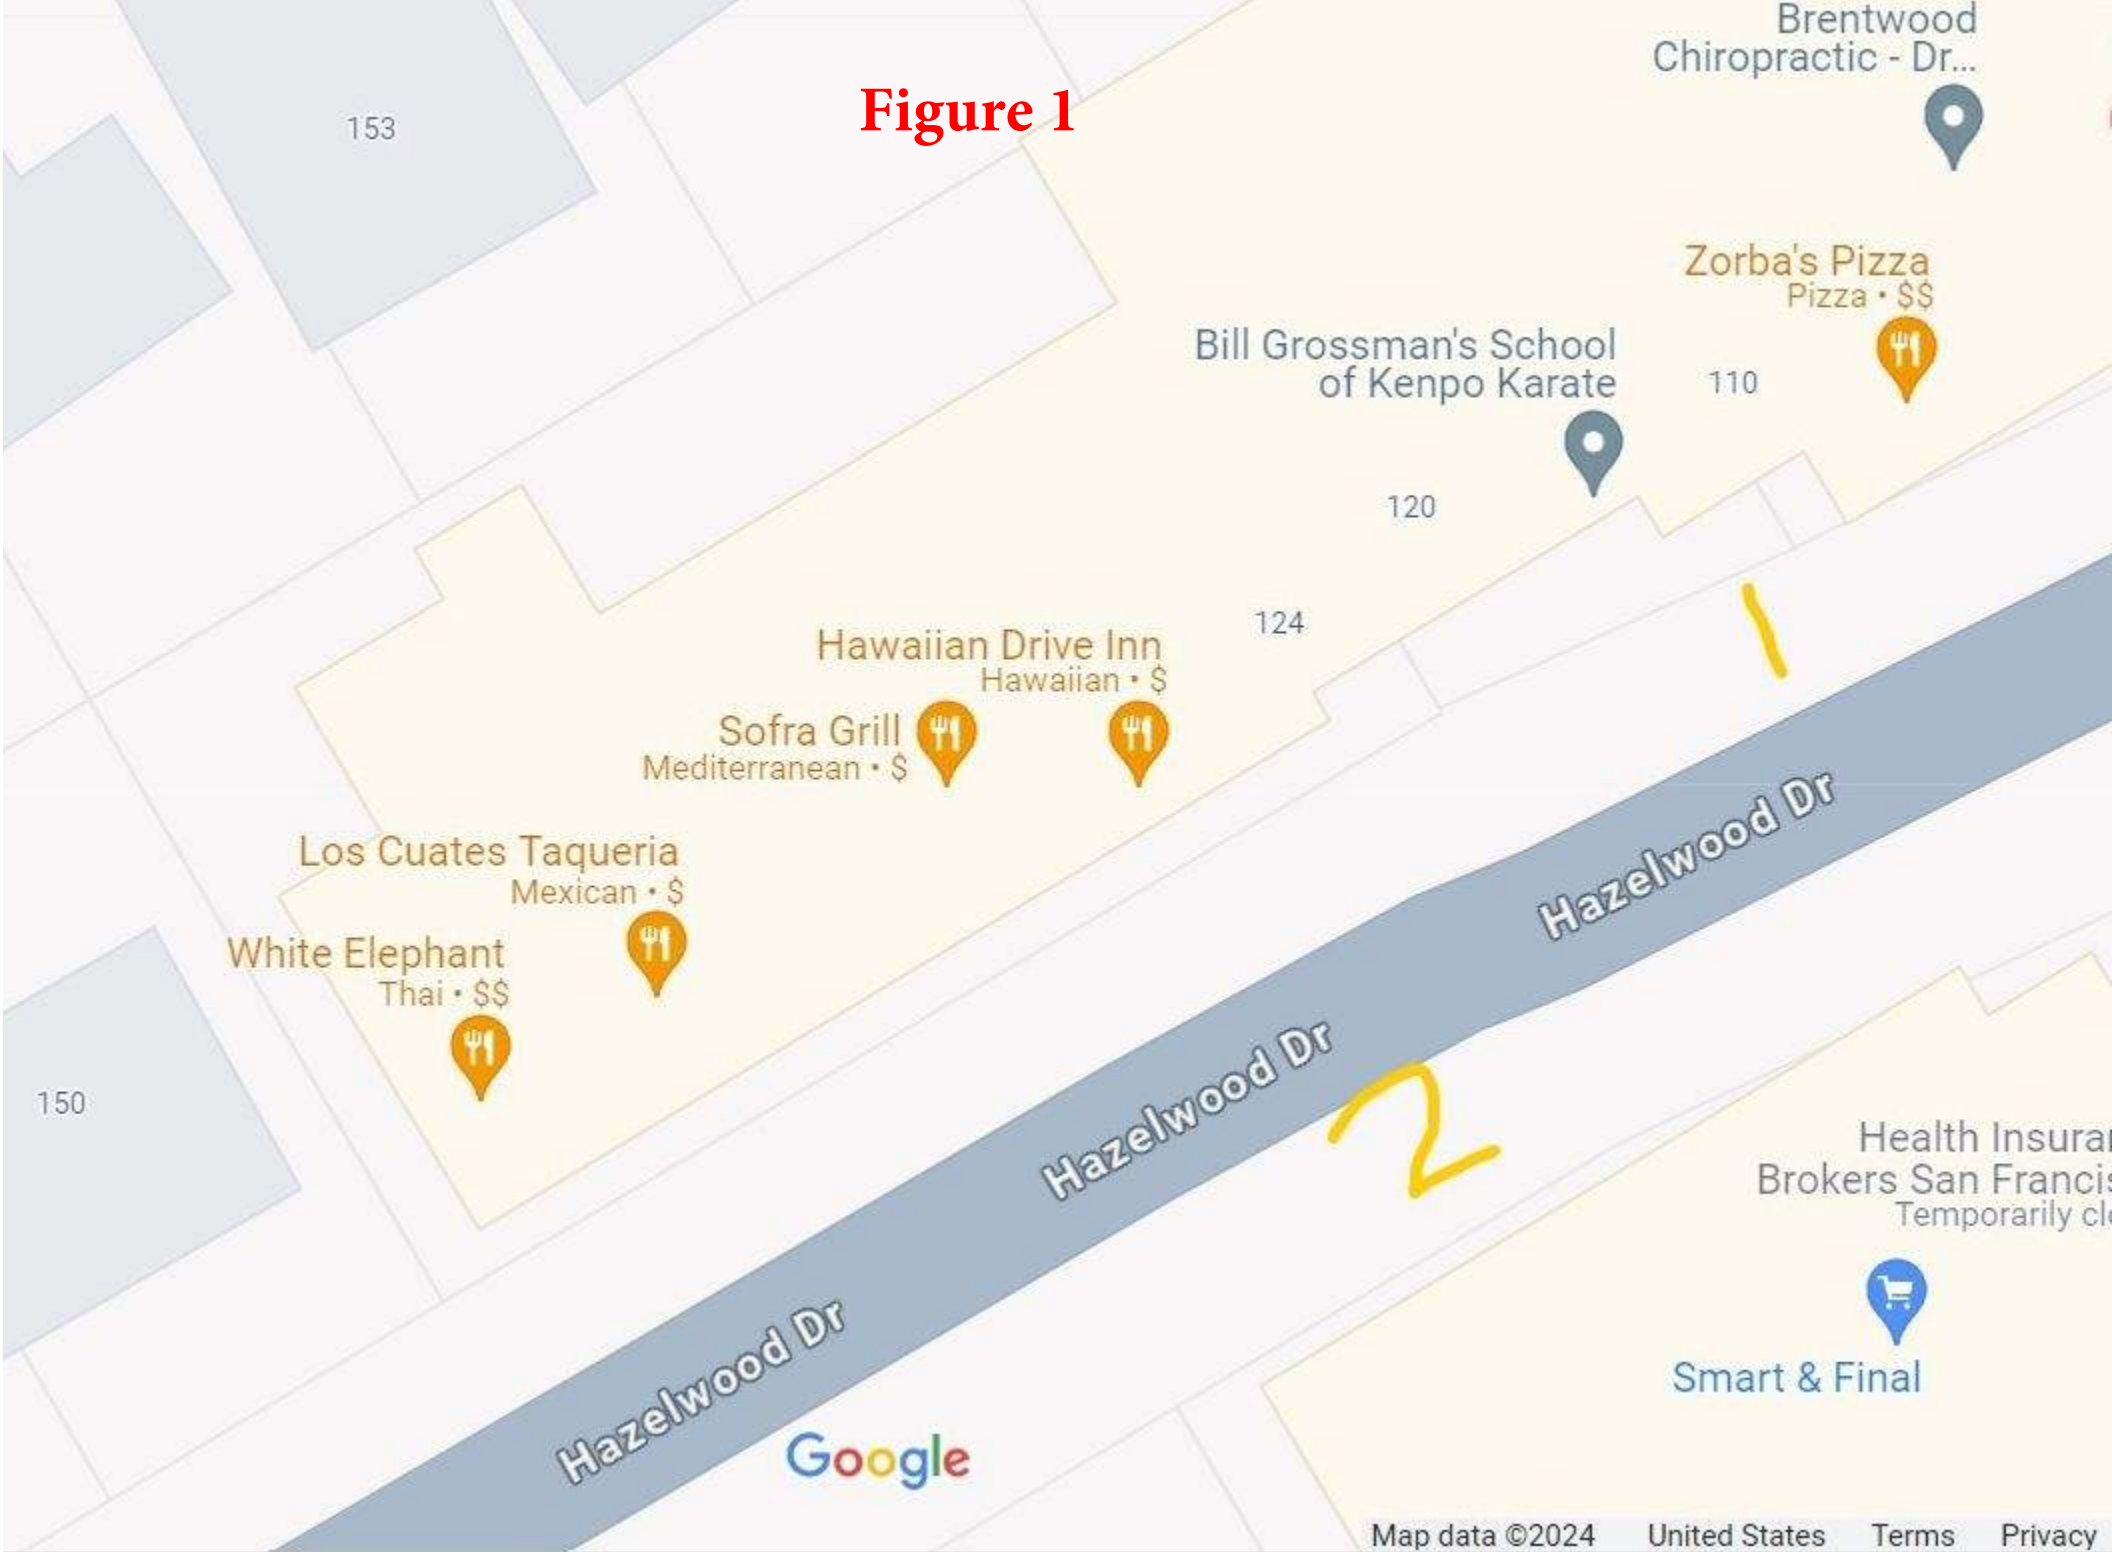 Brentwood
Chiropractic - Dr...
Figure 1
153
Zorba's Pizza
Pizza • $$
Bill Grossman's School
of Kenpo Karate
110
120
124
1
Hawaiian Drive Inn
Hawaiian • $
Sofra Grill
Mediterranean • $
Hazelwood Dr
Los Cuates Taqueria
Mexican • $
White Elephant
Thai • $$
150
Hazelwood Dr
2
Health Insura
Brokers San Francis
Temporarily cl
Hazelwood Dr
Smart & Final
Google
Map data ©2024 United States Terms Privacy